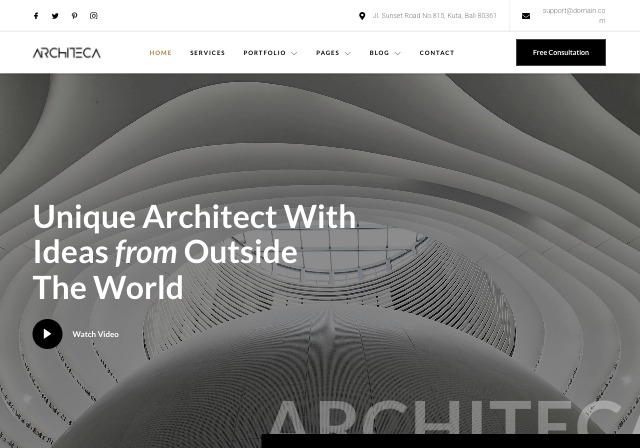 Jl. Sunset Road No.815, Kuta, Bali 80361
support@domain.co
m
ARCHITECA
HOME SERVICES PORTFOLIO PAGES BLOG CONTACT
Free Consultation
Unique Architect With
Ideas from Outside
The World
Watch Video
ARCHITEC